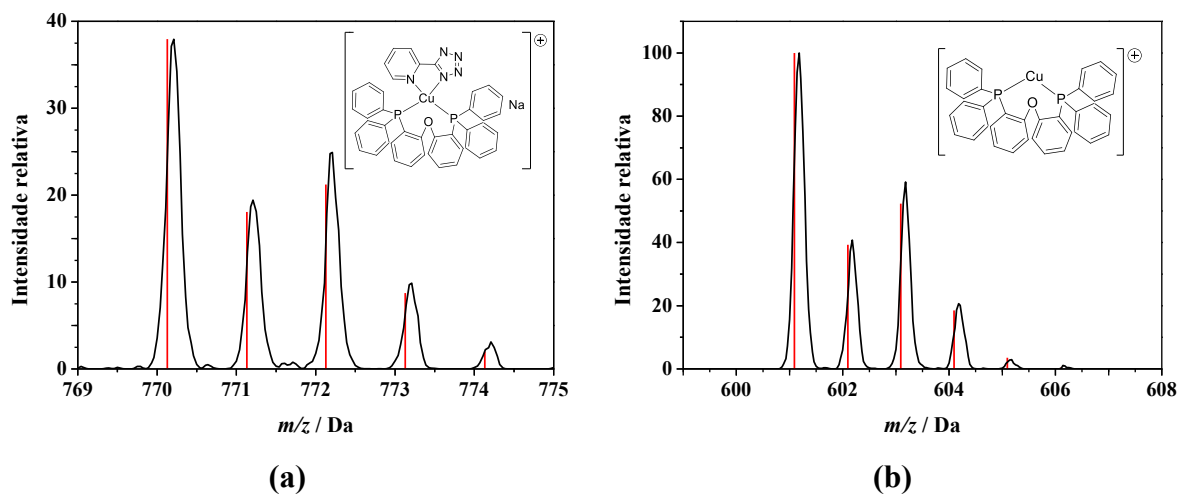 40
30
20
10
0
Intensidade relativa
769 770 771 772 773 774 775
m/z / Da
N N
N
N N
Cu
P P
O
Na
+
(a)
100
80
60
40
20
0
Intensidade relativa
600 602 604 606 608
m/z / Da
Cu
P P
O
+
(b)